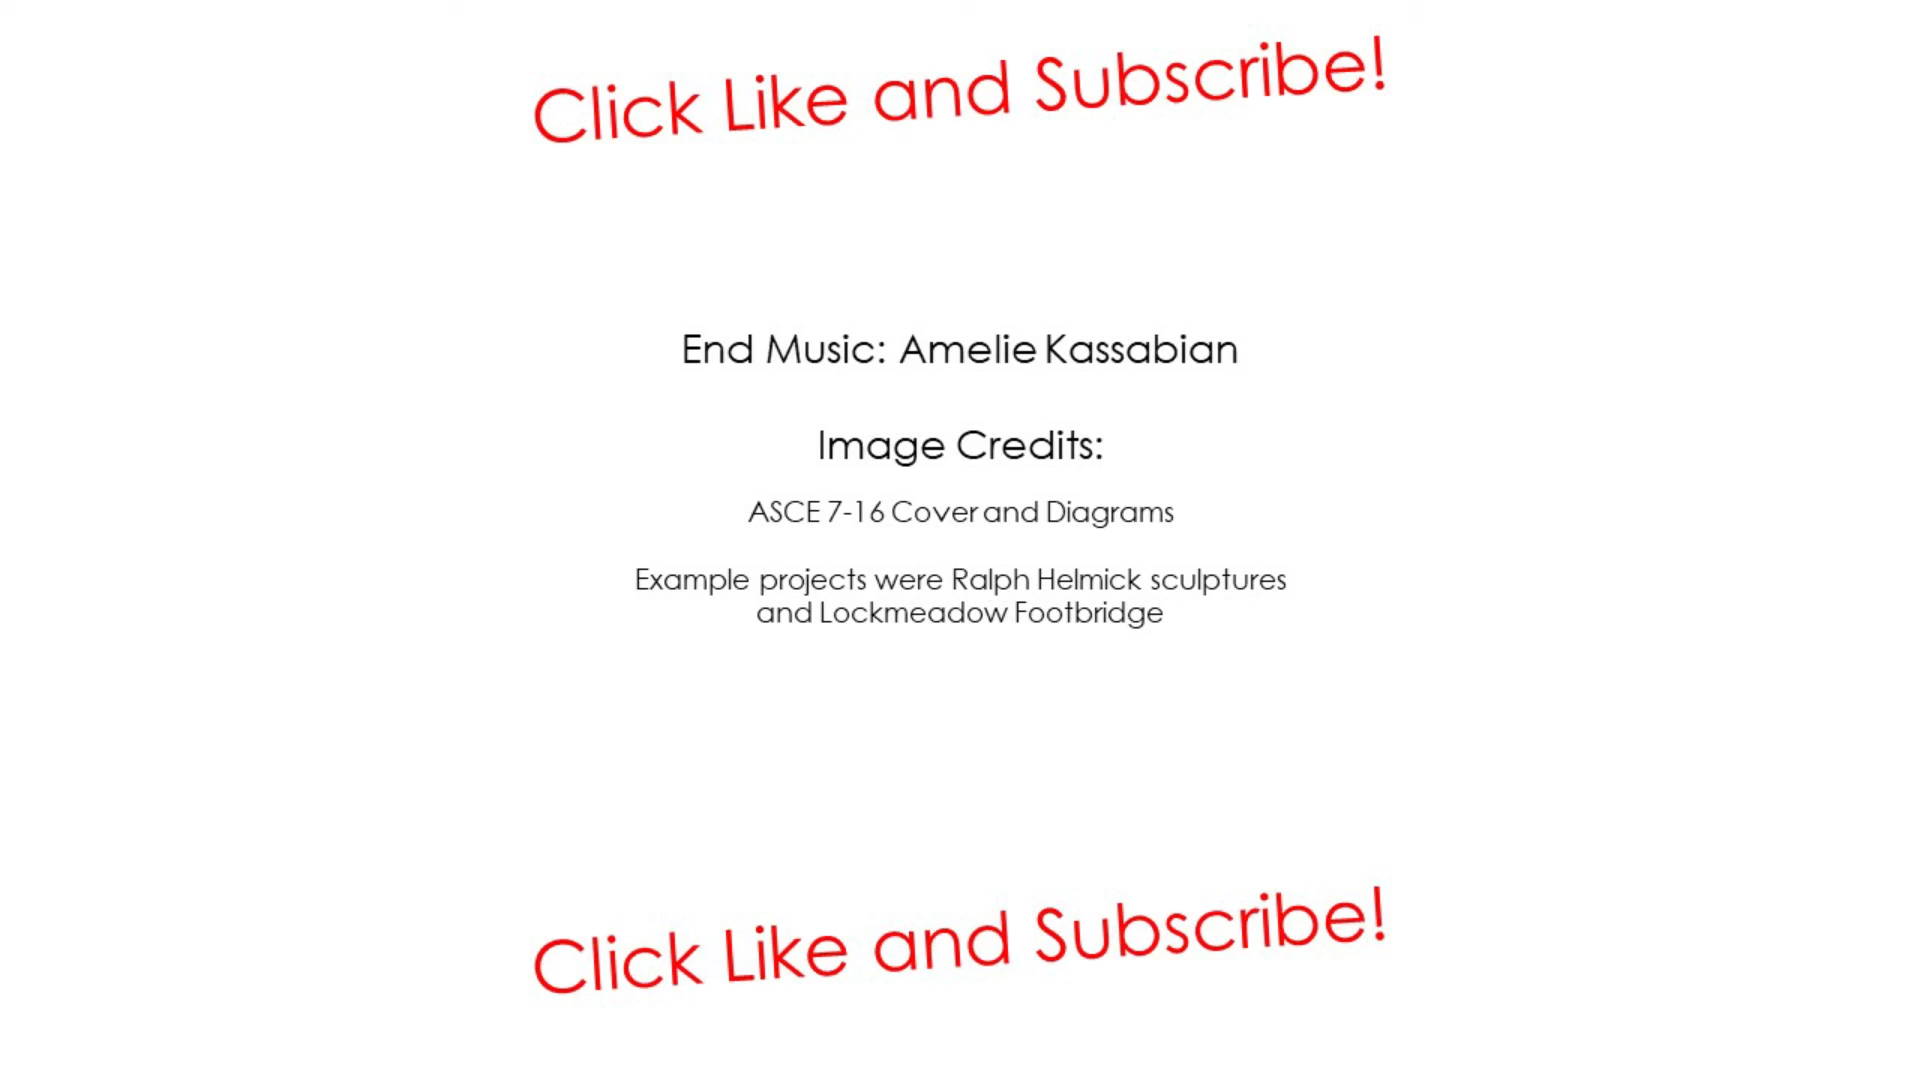 Click Like and Subscribe!
End Music: Amelie Kassabian
Image Credits:
ASCE 7-16 Cover and Diagrams
Example projects were Ralph Helmick sculptures
and Lockmeadow Footbridge
Click Like and Subscribe!